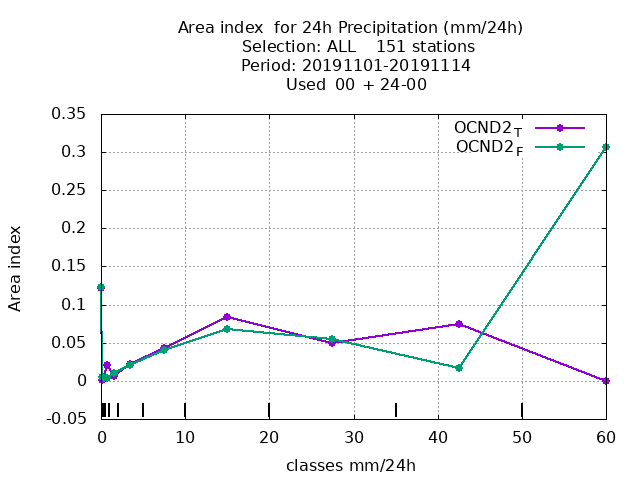 Area index  for 24h Precipitation (mm/24h)
Selection: ALL    151 stations
Period: 20191101-20191114
Used  00 + 24-00
OCND2_T
OCND2_F
0.35
0.3
0.25
0.2
0.15
0.1
0.05
0
-0.05
Area index
0 10 20 30 40 50 60
classes mm/24h